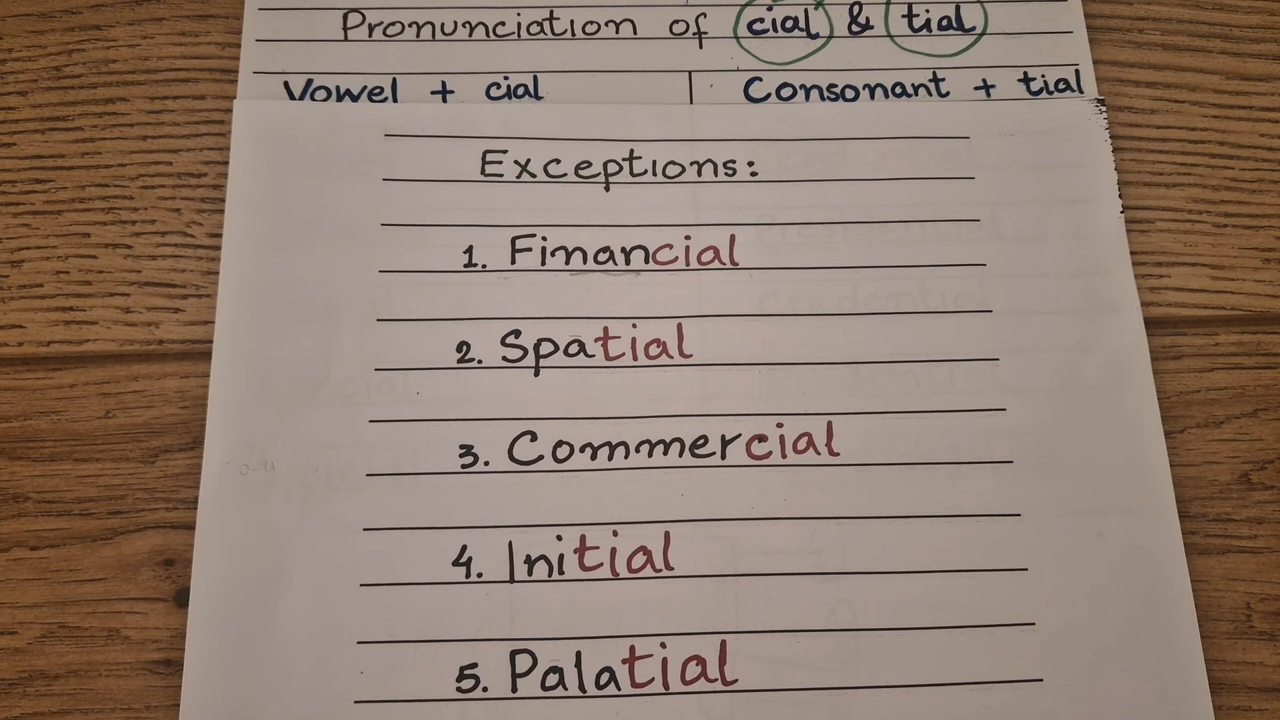 Pronunciation of cial & tial
Vowel + cial Consonant + tial
Exceptions:
1. Financial
2. Spatial
3. Commercial
4. Initial
5. Palatial